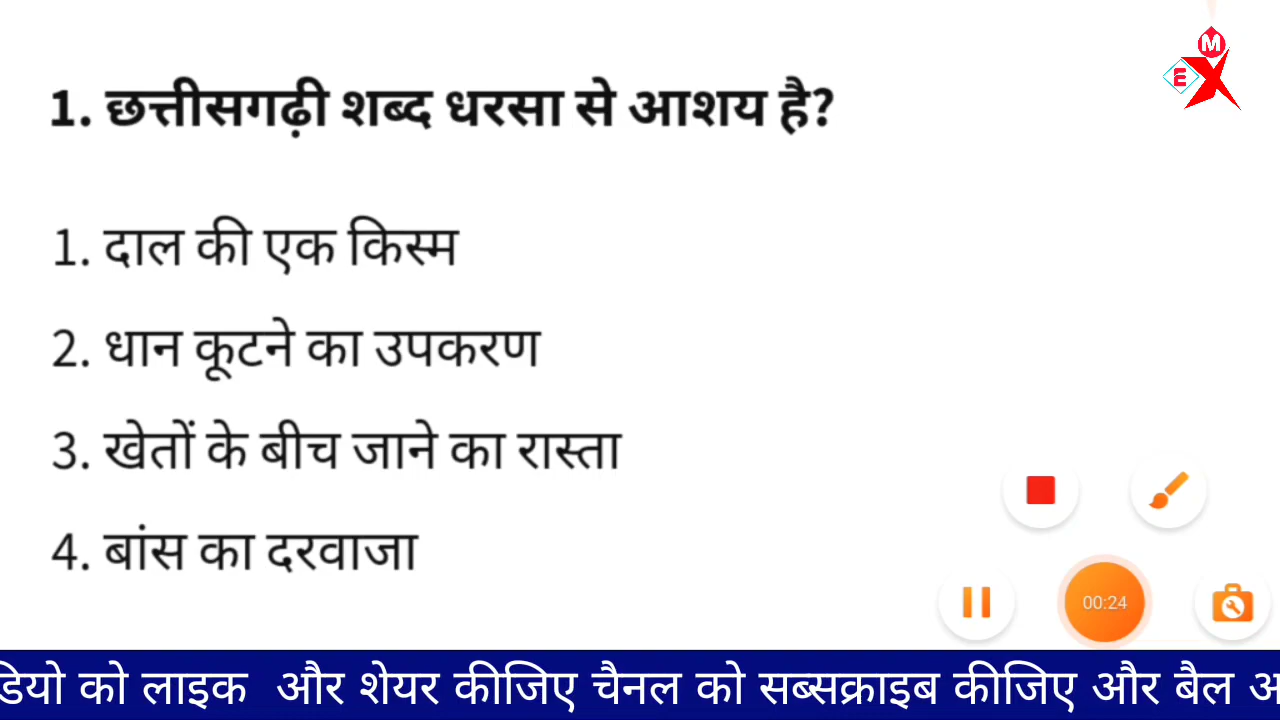 1. छत्तीसगढ़ी शब्द धरसा से आशय है?
1. दाल की एक किस्म
2. धान कूटने का उपकरण
3. खेतों के बीच जाने का रास्ता
4. बांस का दरवाजा
E M X
00:24
डियो को लाइक और शेयर कीजिए चैनल को सब्सक्राइब कीजिए और बैल